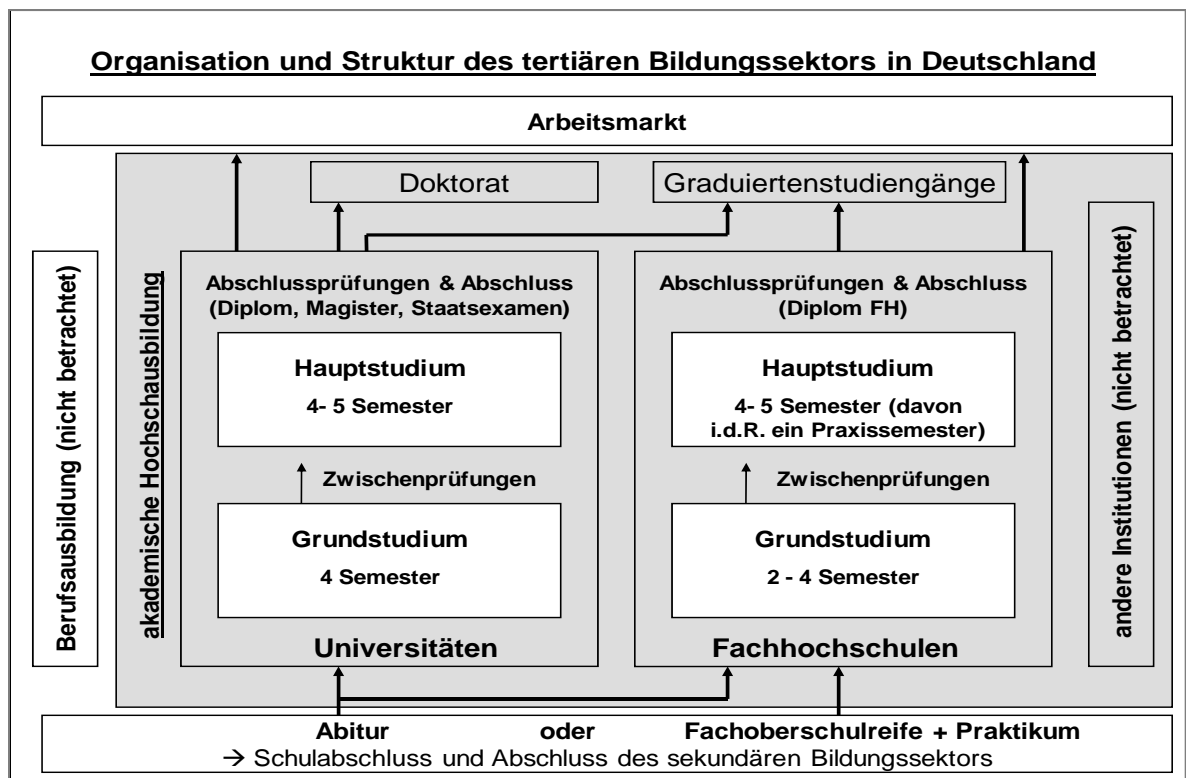 Organisation und Struktur des tertiären Bildungssektors in Deutschland
Arbeitsmarkt
Doktorat
Graduiertenstudiengänge
Berufsausbildung (nicht betrachtet)
akademische Hochschausbildung
Abschlussprüfungen & Abschluss
(Diplom, Magister, Staatsexamen)
Hauptstudium
4- 5 Semester
Zwischenprüfungen
Grundstudium
4 Semester
Universitäten
Abschlussprüfungen & Abschluss
(Diplom FH)
Hauptstudium
4- 5 Semester (davon
i.d.R. ein Praxissemester)
Zwischenprüfungen
Grundstudium
2 - 4 Semester
Fachhochschulen
andere Institutionen (nicht betrachtet)
Abitur oder Fachoberschulreife + Praktikum
→ Schulabschluss und Abschluss des sekundären Bildungssektors